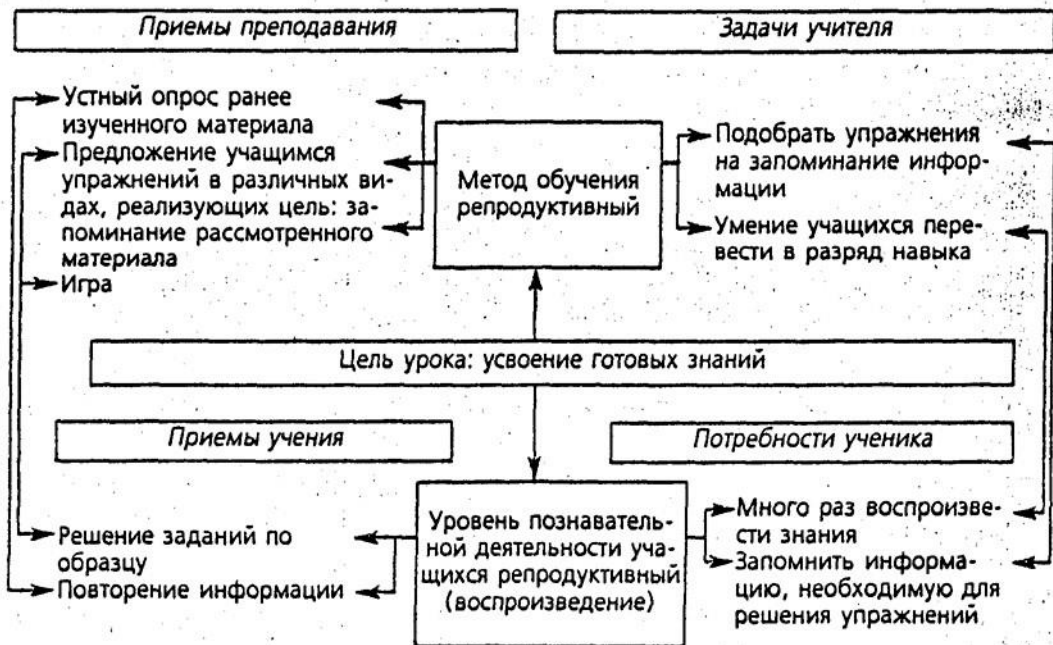 Приемы преподавания
Задачи учителя
Устный опрос ранее
изученного материала
Предложение учащимся
упражнений в различных ви-
дах, реализующих цель: за-
поминание рассмотренного
материала
Игра
Метод обучения
репродуктивный
Подобрать упражнения
на запоминание инфор-
мации
Умение учащихся пере-
вести в разряд навыка
Цель урока: усвоение готовых знаний
Приемы учения
Потребности ученика
Решение заданий по
образцу
Повторение информации
Уровень познаватель-
ной деятельности уча-
щихся репродуктивный
(воспроизведение)
Много раз воспроизве-
сти знания
Запомнить информа-
цию, необходимую для
решения упражнений